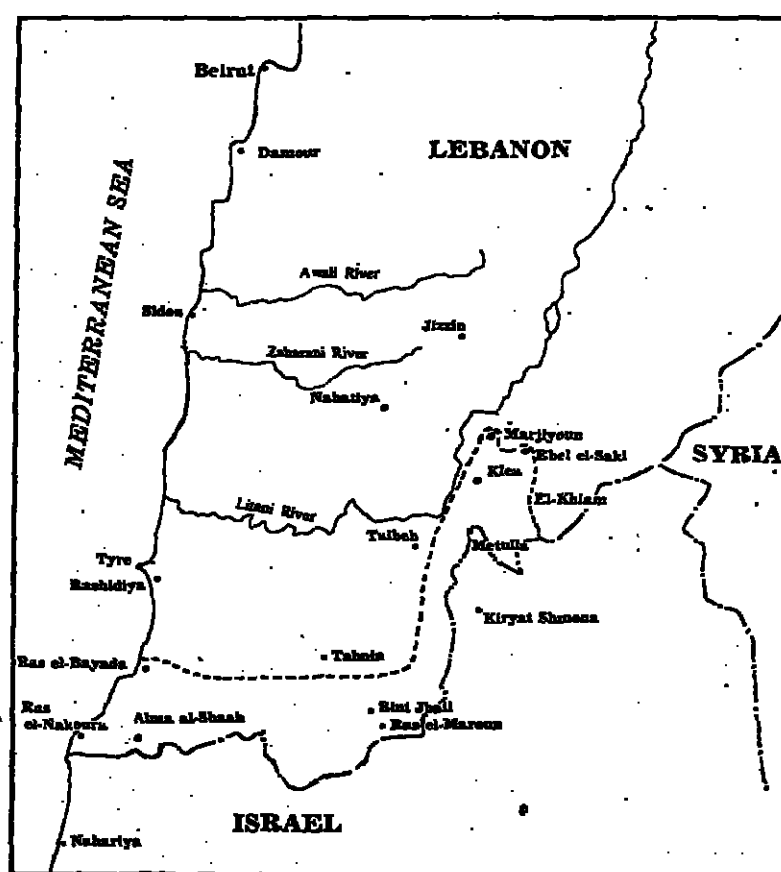 Beirut
Damour
LEBANON
MEDITERRANEAN SEA
Awali River
Sidon
Jizzin
Zaharani River
Nabatiya
Marjiyoun
Ebel el-Saki
SYRIA
Klea
El-Khiam
Litani River
Taibeh
Metulla
Tyre
Rashidiya
Kiryat Shmona
Tabnin
Ras el-Bayada
Ras
el-Nakoura
Alma al-Shaab
Bint Jbail
Ras el-Maroun
ISRAEL
Nahariya